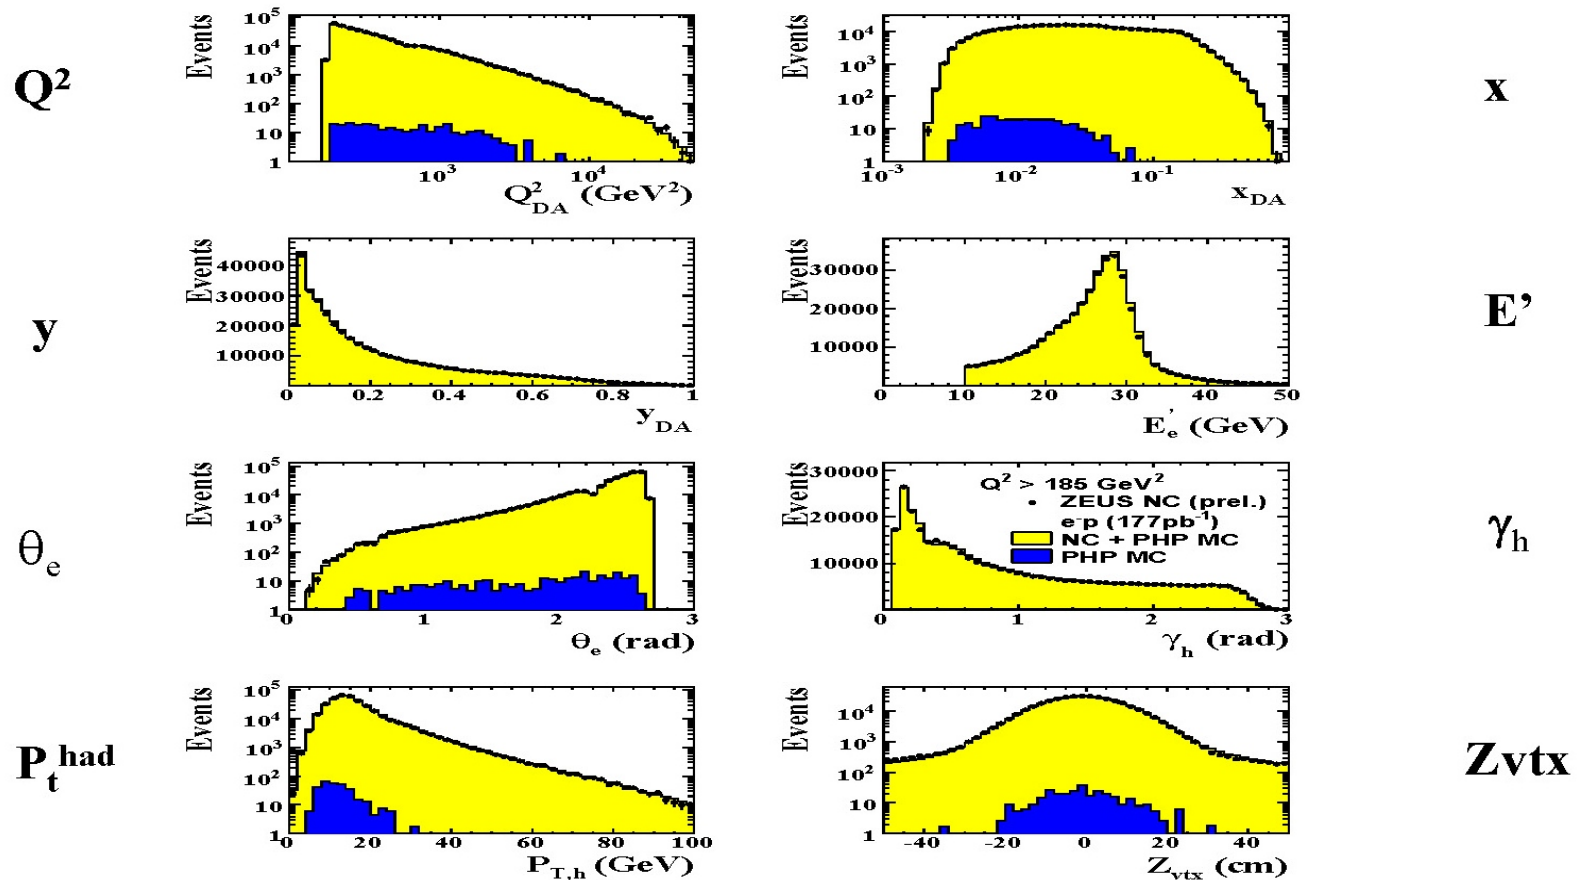 Q²
Events
10⁵
10⁴
10³
10²
10
1
10³
10⁴
Q²DA (GeV²)
Events
10⁴
10³
10²
10
1
10⁻³
10⁻²
10⁻¹
xDA
x
y
Events
40000
30000
20000
10000
0
0.2
0.4
0.6
0.8
1
yDA
Events
30000
20000
10000
0
10
20
30
40
50
Ee′ (GeV)
E’
θe
Events
10⁵
10⁴
10³
10²
10
1
0
1
2
3
θe (rad)
Events
30000
20000
10000
Q² > 185 GeV²
ZEUS NC (prel.)
e⁻p (177pb⁻¹)
NC + PHP MC
PHP MC
0
1
2
3
γh (rad)
γh
Pt had
Events
10⁵
10⁴
10³
10²
10
1
0
20
40
60
80
100
PT,h (GeV)
Events
10⁴
10³
10²
10
1
-40
-20
0
20
40
Zvtx (cm)
Zvtx